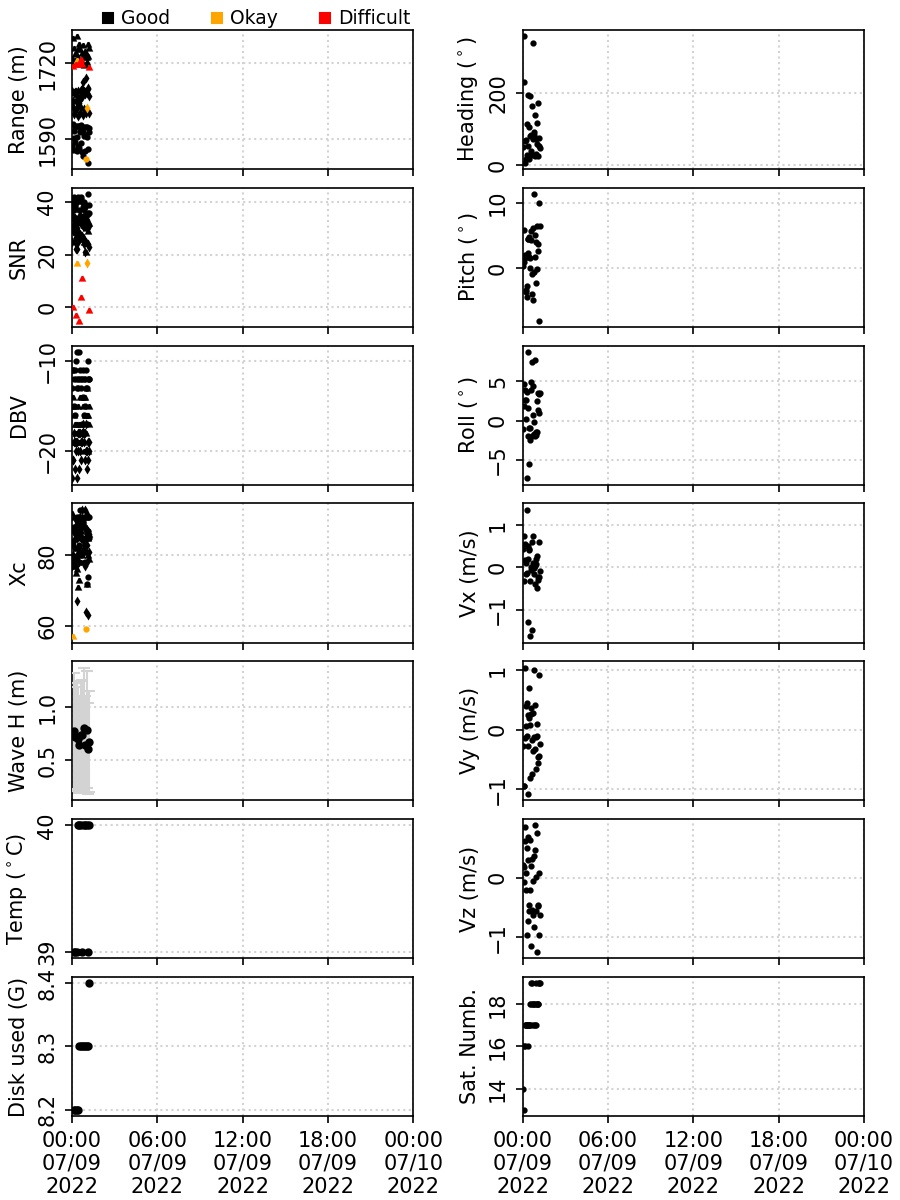 Good Okay Difficult
Range (m)
1720
1590
Heading (°)
200
0
SNR
40
20
0
Pitch (°)
10
0
DBV
−10
−20
Roll (°)
5
0
−5
Xc
80
60
Vx (m/s)
1
0
−1
Wave H (m)
1.0
0.5
Vy (m/s)
1
0
−1
Temp (°C)
40
39
Vz (m/s)
0
−1
Disk used (G)
8.4
8.3
8.2
Sat. Numb.
18
16
14
00:00 06:00 12:00 18:00 00:00
07/09 07/09 07/09 07/09 07/10
2022 2022 2022 2022 2022
00:00 06:00 12:00 18:00 00:00
07/09 07/09 07/09 07/09 07/10
2022 2022 2022 2022 2022